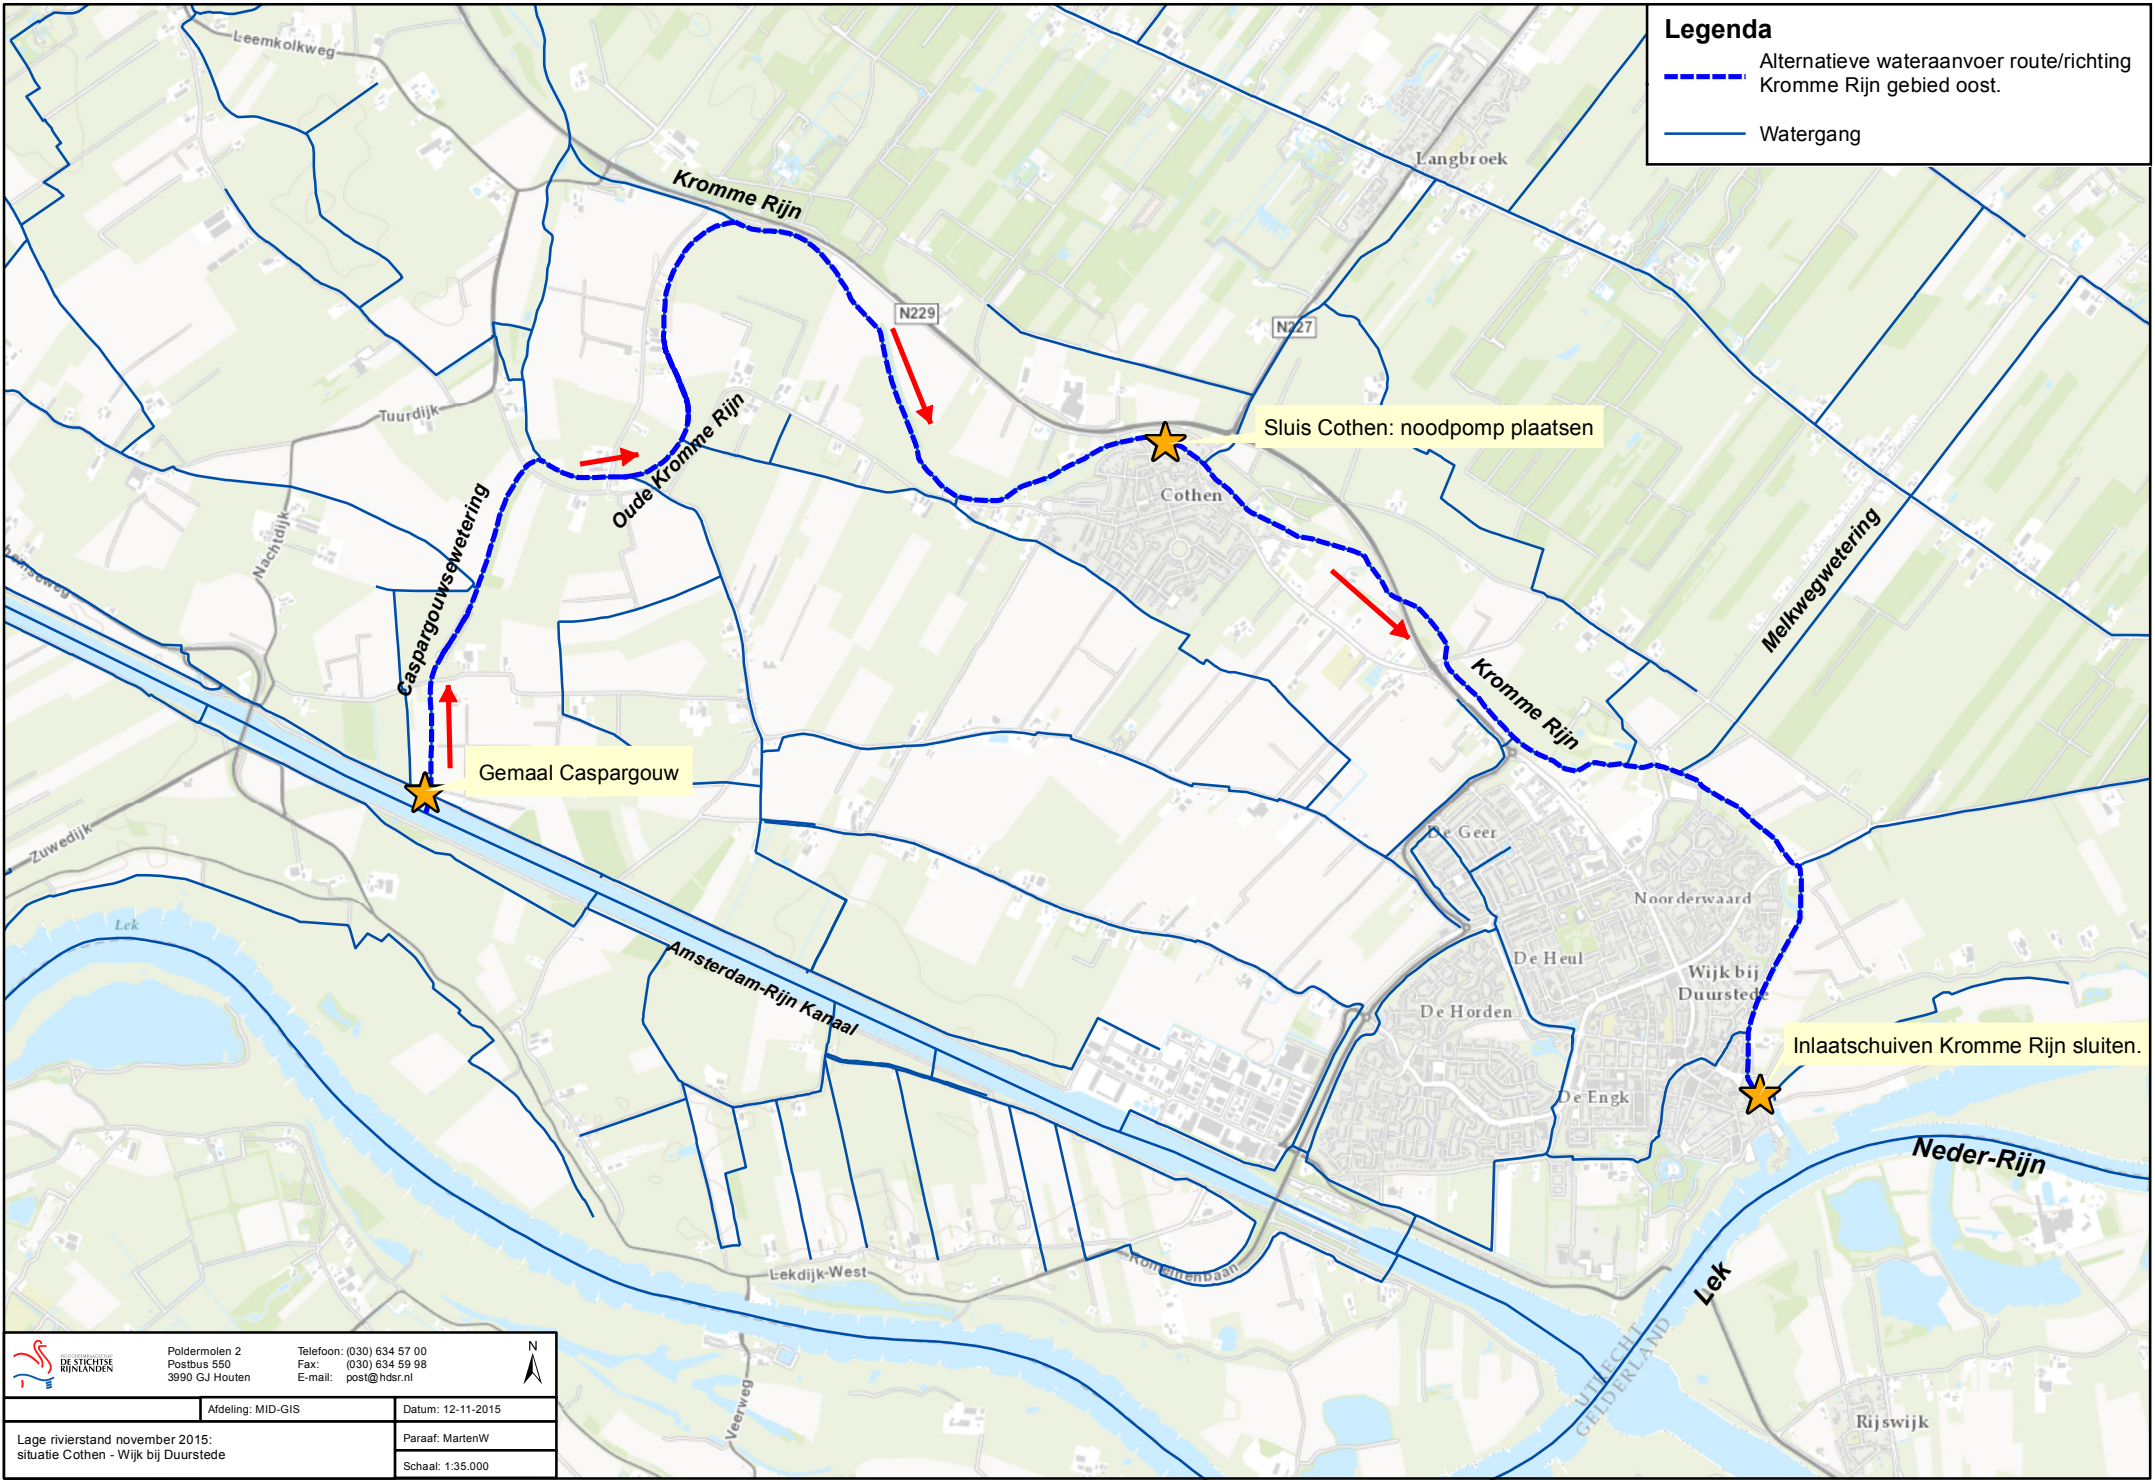 Legenda
Alternatieve wateraanvoer route/richting
Kromme Rijn gebied oost.
Watergang
Leemkolkweg
Langbroek
Kromme Rijn
N229
N227
Tuurdijk
Oude Kromme Rijn
Sluis Cothen: noodpomp plaatsen
Cothen
Caspargouwsewetering
Nachtdijk
Melkwegwetering
Kromme Rijn
Gemaal Caspargouw
De Geer
Zuwedijk
Noorderwaard
Lek
De Heul
Wijk bij
Duurstede
Amsterdam-Rijn Kanaal
De Horden
Inlaatschuiven Kromme Rijn sluiten.
De Engk
Neder-Rijn
Lekdijk-West
Romeinenbaan
Lek
UTRECHT
GELDERLAND
Veerweg
Rijswijk
HOOGHEEMRAADSCHAP
DE STICHTSE
RIJNLANDEN
Poldermolen 2
Postbus 550
3990 GJ Houten
Telefoon: (030) 634 57 00
Fax: (030) 634 59 98
E-mail: post@hdsr.nl
N
Afdeling: MID-GIS
Datum: 12-11-2015
Lage rivierstand november 2015:
situatie Cothen - Wijk bij Duurstede
Paraaf: MartenW
Schaal: 1:35.000